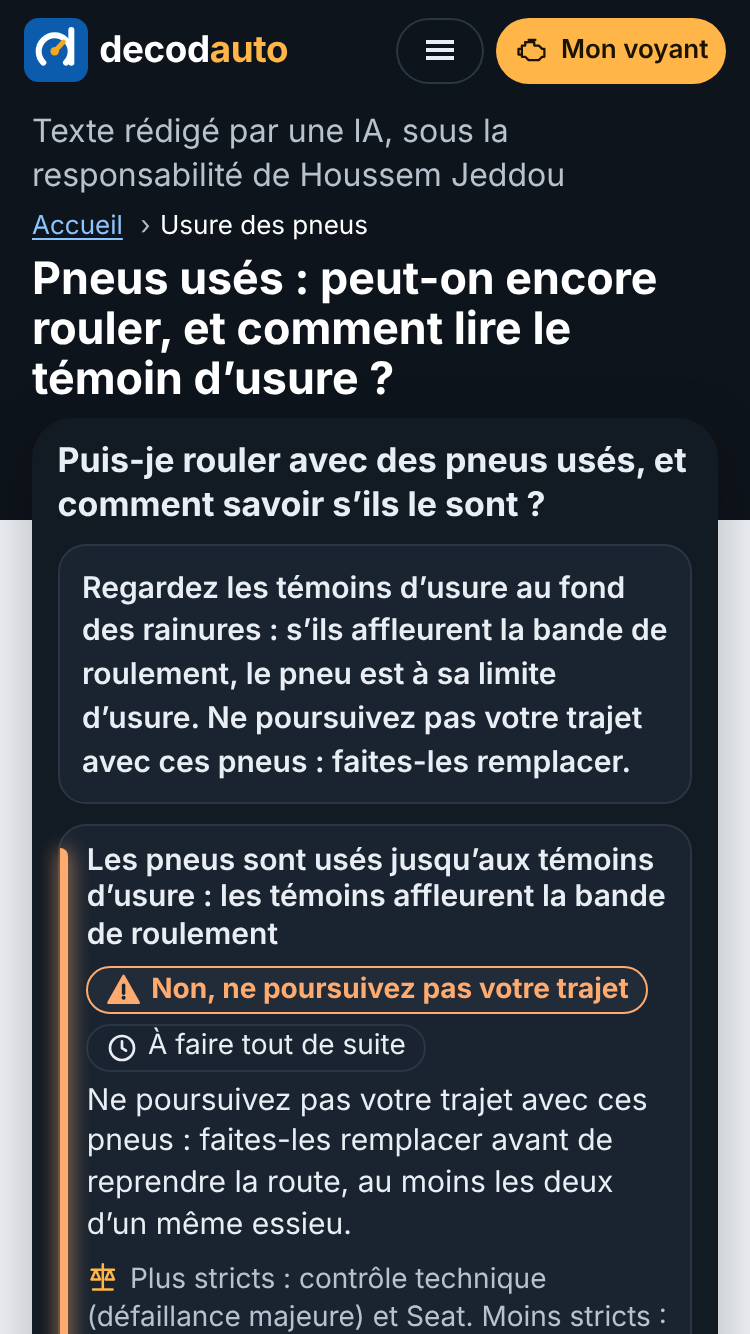 decodauto
Mon voyant
Texte rédigé par une IA, sous la
responsabilité de Houssem Jeddou
Accueil › Usure des pneus
Pneus usés : peut-on encore
rouler, et comment lire le
témoin d’usure ?
Puis-je rouler avec des pneus usés, et
comment savoir s’ils le sont ?
Regardez les témoins d’usure au fond
des rainures : s’ils affleurent la bande de
roulement, le pneu est à sa limite
d’usure. Ne poursuivez pas votre trajet
avec ces pneus : faites-les remplacer.
Les pneus sont usés jusqu’aux témoins
d’usure : les témoins affleurent la bande
de roulement
Non, ne poursuivez pas votre trajet
À faire tout de suite
Ne poursuivez pas votre trajet avec ces
pneus : faites-les remplacer avant de
reprendre la route, au moins les deux
d’un même essieu.
Plus stricts : contrôle technique
(défaillance majeure) et Seat. Moins stricts :